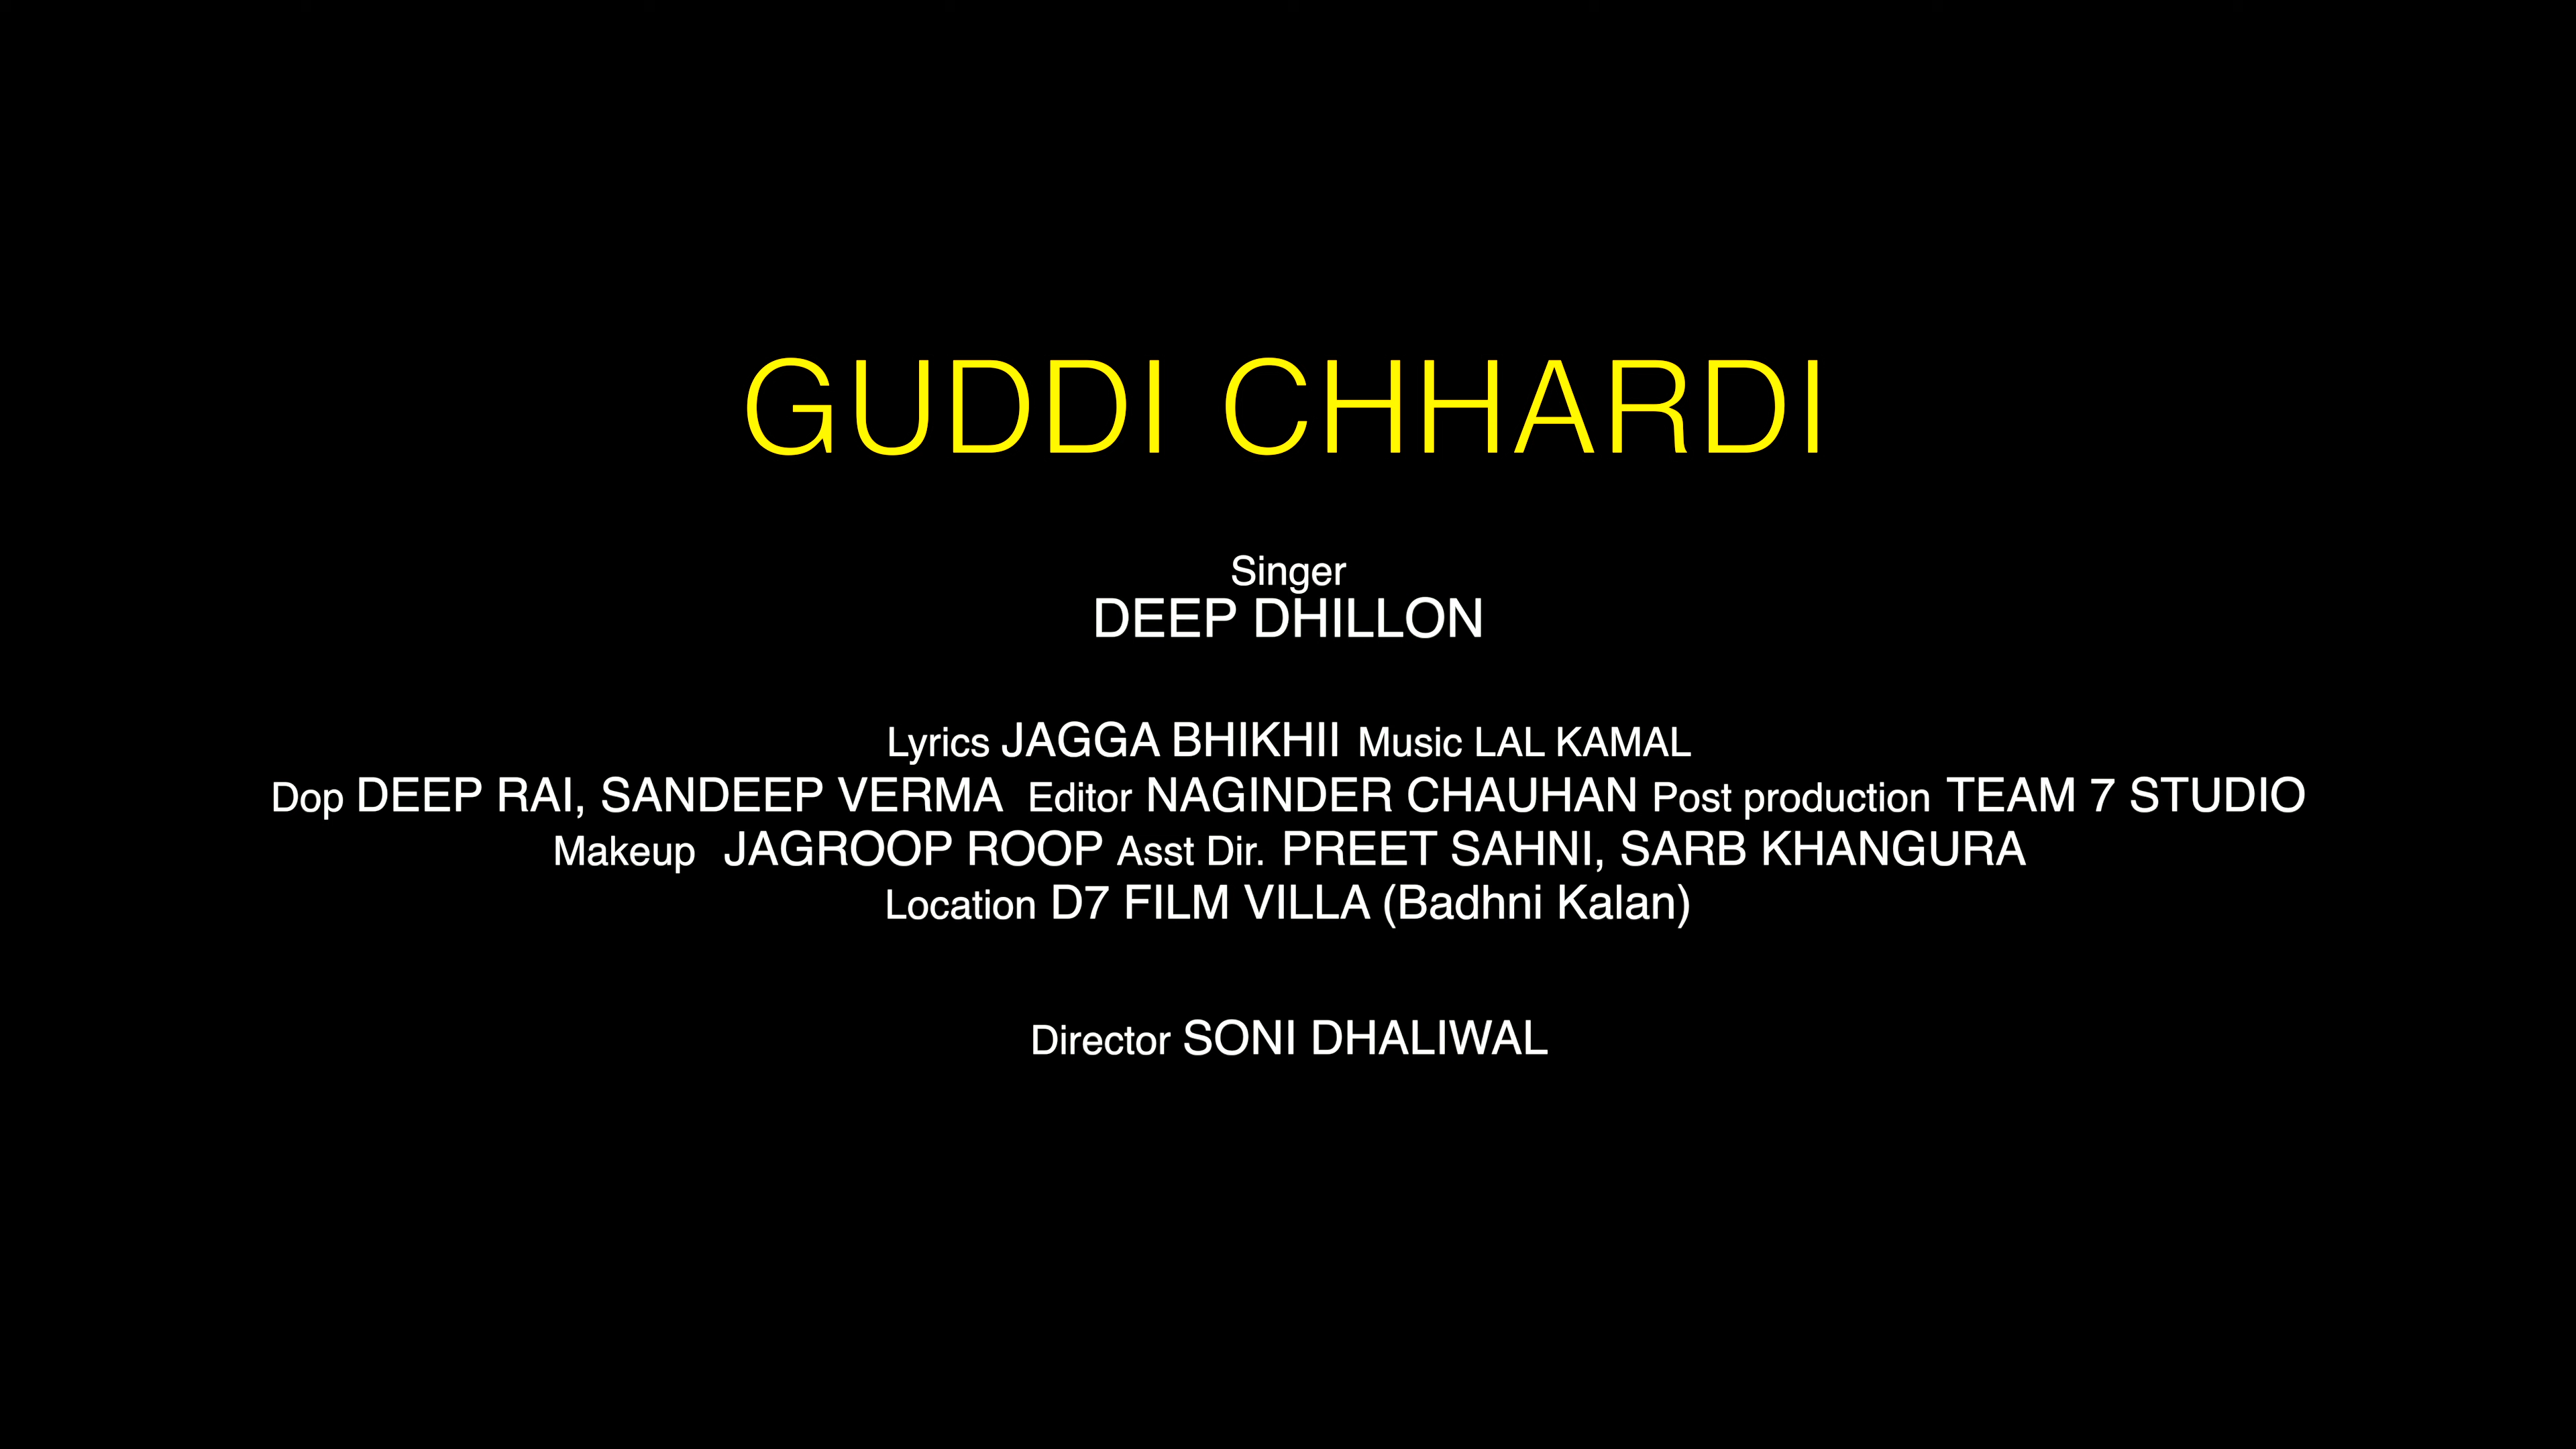 GUDDI CHHARDI
Singer
DEEP DHILLON
Lyrics JAGGA BHIKHII Music LAL KAMAL
Dop DEEP RAI, SANDEEP VERMA Editor NAGINDER CHAUHAN Post production TEAM 7 STUDIO
Makeup JAGROOP ROOP Asst Dir. PREET SAHNI, SARB KHANGURA
Location D7 FILM VILLA (Badhni Kalan)
Director SONI DHALIWAL